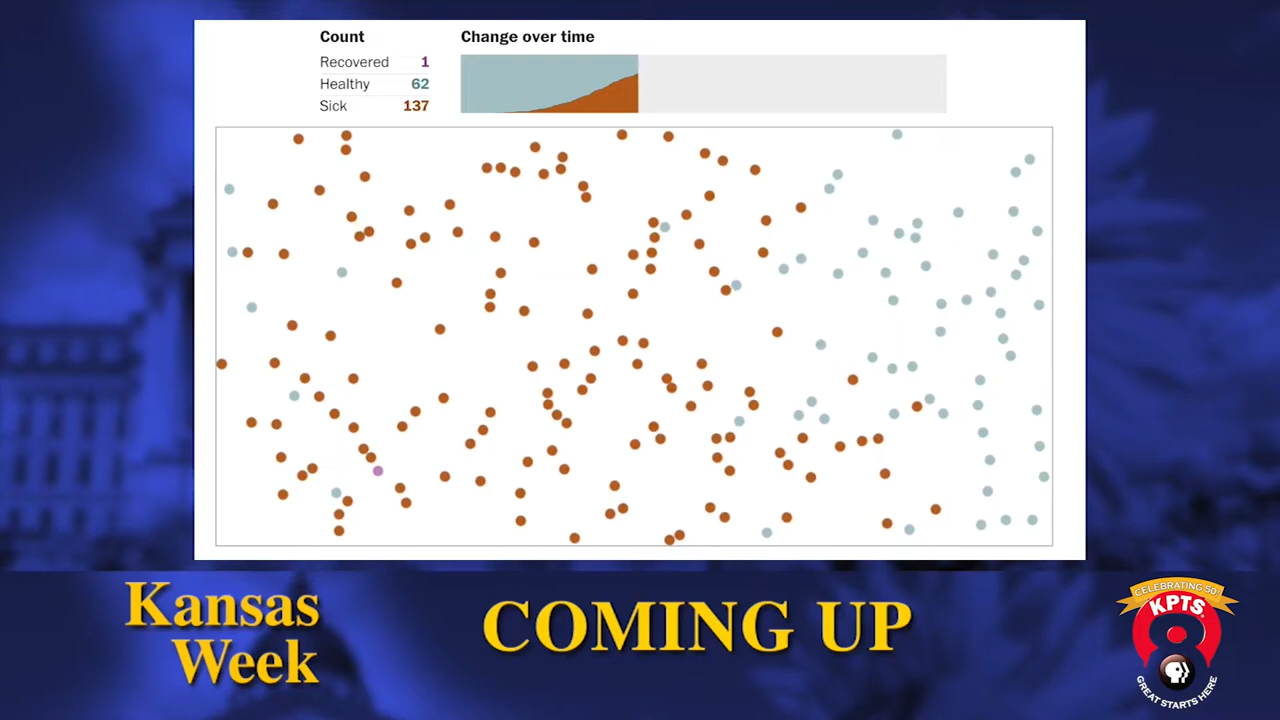 Count
Change over time
Recovered 1
Healthy 62
Sick 137
Kansas
Week
COMING UP
CELEBRATING 50
KPTS
8
GREAT STARTS HERE